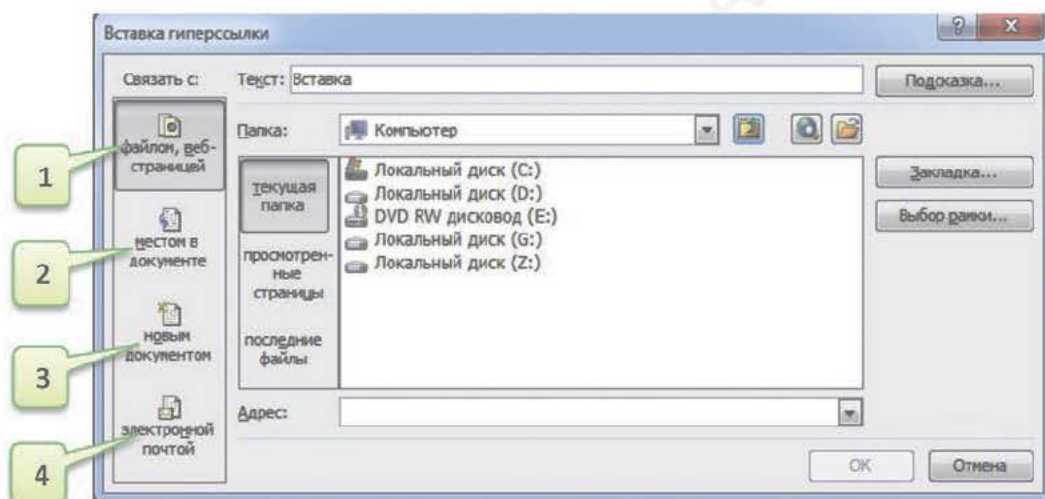 Вставка гиперссылки
Связать с:
Текст: Вставка
Подсказка...
1
файлом, веб-
страницей
Папка:
Компьютер
текущая
папка
просмотрен-
ные
страницы
последние
файлы
Локальный диск (C:)
Локальный диск (D:)
DVD RW дисковод (E:)
Локальный диск (G:)
Локальный диск (Z:)
Закладка...
Выбор рамки...
2
местом в
документе
3
новым
документом
4
электронной
почтой
Адрес:
ОК
Отмена